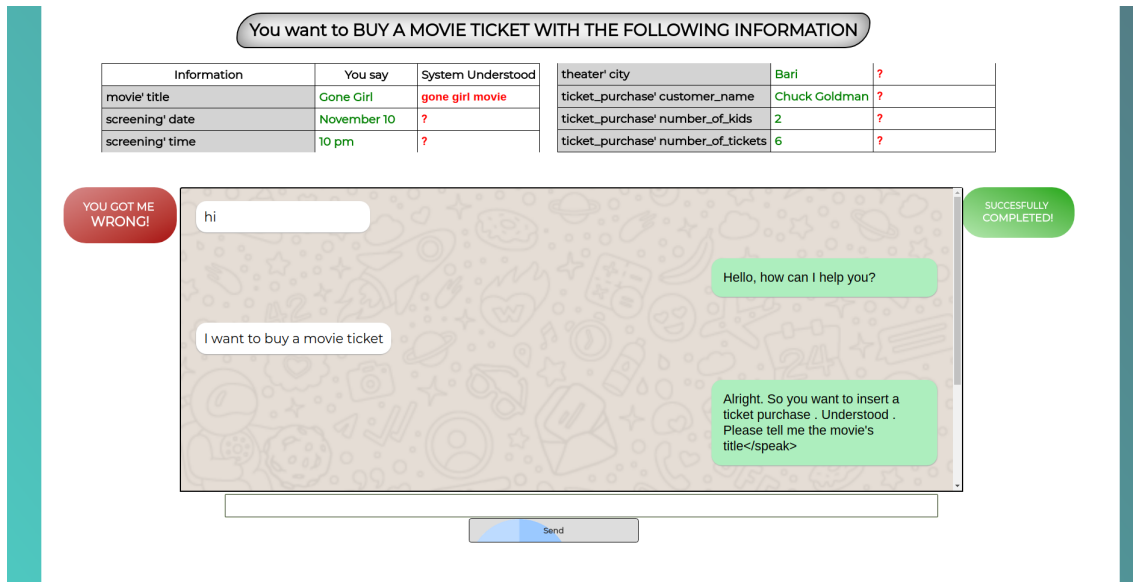 You want to BUY A MOVIE TICKET WITH THE FOLLOWING INFORMATION
Information You say System Understood
movie' title Gone Girl gone girl movie
screening' date November 10 ?
screening' time 10 pm ?
theater' city Bari ?
ticket_purchase' customer_name Chuck Goldman ?
ticket_purchase' number_of_kids 2 ?
ticket_purchase' number_of_tickets 6 ?
YOU GOT ME
WRONG!
SUCCESFULLY
COMPLETED!
hi
Hello, how can I help you?
I want to buy a movie ticket
Alright. So you want to insert a
ticket purchase . Understood .
Please tell me the movie's
title</speak>
Send